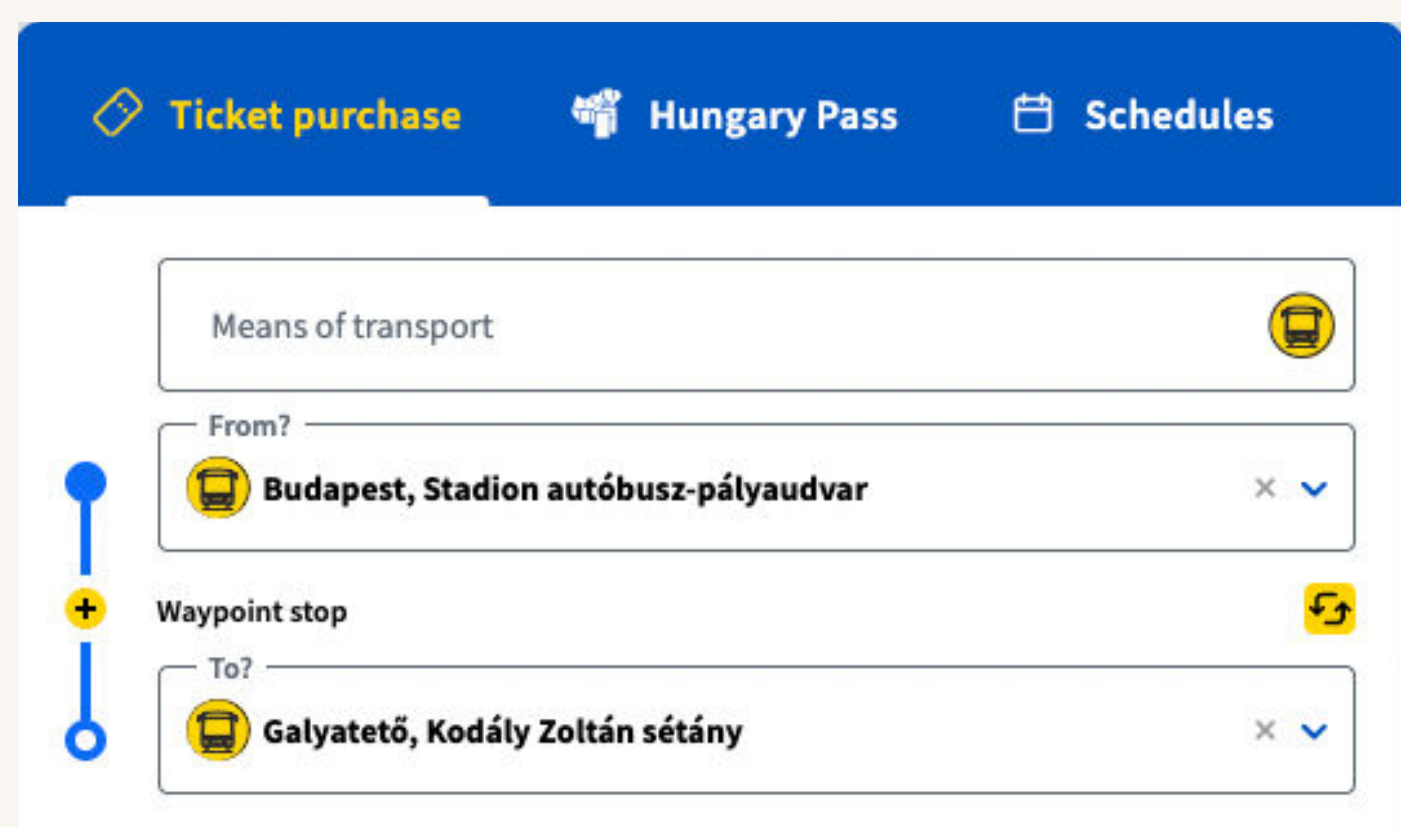 Ticket purchase Hungary Pass Schedules
Means of transport
From?
Budapest, Stadion autóbusz-pályaudvar
Waypoint stop
To?
Galyatető, Kodály Zoltán sétány